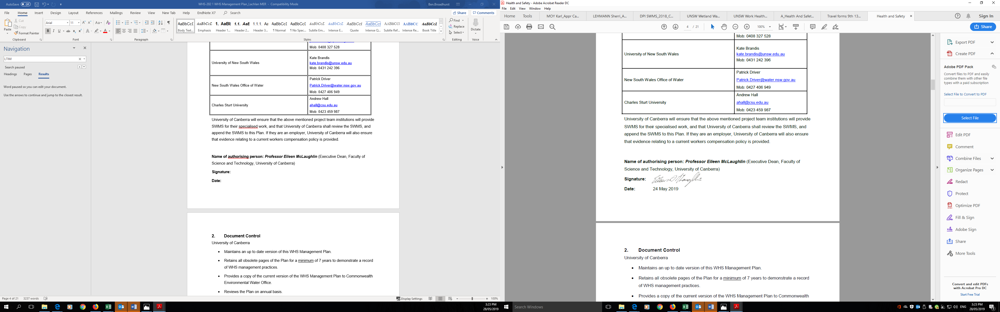 AutoSave Off
WHS-202 1 WHS Management Plan_Lachlan MER - Compatibility Mode
Ben.Broadhurst
File Home Insert Design Layout References Mailings Review View New Tab Help EndNote X7 Search
Share Comments
Paste
Cut
Copy
Format Painter
Clipboard
Arial 11
Font
Paragraph
AaBbCcI AaBbCcL 1. AaBt 1.1. AaE 1.1.1. Aa AaBbCcI AaBbCcI AaBbCcL AaBbCcL AaBbCcL AaBbCcI AaBbCcI AaBbCc AaBbCcL
Body Text... Emphasis Header 1... Header 2... Header 3... ¶ Normal ¶ No Spac... Subtle Em... Intense E... Quote Intense Q... Subtle Ref... Intense Re... Book Title
Styles
Find
Replace
Select
Editing
Dictate
Voice
Navigation
LTIM
Search paused
Headings Pages Results
Word paused so you can edit your document.
Use the arrows to continue and jump to the closest result.
Mob: 0408 327 528
University of New South Wales
Kate Brandis
kate.brandis@unsw.edu.au
Mob: 0431 242 396
New South Wales Office of Water
Patrick Driver
Patrick.Driver@water.nsw.gov.au
Mob: 0427 406 949
Charles Sturt University
Andrew Hall
ahall@csu.edu.au
Mob: 0423 459 987
University of Canberra will ensure that the above mentioned project team institutions will provide
SWMS for their specialised work, and that University of Canberra shall review the SWMS, and
append the SWMS to this Plan. If they are an employer, University of Canberra will also ensure
that evidence relating to a current workers compensation policy is provided.
Name of authorising person: Professor Eileen McLaughlin (Executive Dean, Faculty of
Science and Technology, University of Canberra)
Signature:
Date:
2. Document Control
University of Canberra
• Maintains an up to date version of this WHS Management Plan.
• Retains all obsolete pages of the Plan for a minimum of 7 years to demonstrate a record
of WHS management practices.
• Provides a copy of the current version of the WHS Management Plan to Commonwealth
Environmental Water Office.
• Reviews the Plan on annual basis.
Page 4 of 21 3237 words
Display Settings
100%
3:23 PM
28/05/2019
Health and Safety - Adobe Acrobat Reader DC
File Edit View Window Help
Home Tools MOY Karl_Appr Ca... LEHMANN Sherri_A... DPI SWMS_2018_C... UNSW Wetland Wa... UNSW Work Health... A_Health And Safet... Travel forms 9th 13... Health and Safety
Sign In
4 / 21
100%
Share
Mob: 0408 327 528
University of New South Wales
Kate Brandis
kate.brandis@unsw.edu.au
Mob: 0431 242 396
New South Wales Office of Water
Patrick Driver
Patrick.Driver@water.nsw.gov.au
Mob: 0427 406 949
Charles Sturt University
Andrew Hall
ahall@csu.edu.au
Mob: 0423 459 987
University of Canberra will ensure that the above mentioned project team institutions will provide
SWMS for their specialised work, and that University of Canberra shall review the SWMS, and
append the SWMS to this Plan. If they are an employer, University of Canberra will also ensure
that evidence relating to a current workers compensation policy is provided.
Name of authorising person: Professor Eileen McLaughlin (Executive Dean, Faculty of
Science and Technology, University of Canberra)
Signature: Eileen McLaughlin
Date: 24 May 2019
2. Document Control
University of Canberra
• Maintains an up to date version of this WHS Management Plan.
• Retains all obsolete pages of the Plan for a minimum of 7 years to demonstrate a record
of WHS management practices.
• Provides a copy of the current version of the WHS Management Plan to Commonwealth
Export PDF
Create PDF
Adobe PDF Pack
Convert files to PDF and easily
combine them with other file
types with a paid subscription
Select File to Convert to PDF
Select File
Edit PDF
Comment
Combine Files
Organize Pages
Redact
Protect
Optimize PDF
Fill & Sign
Adobe Sign
Share
More Tools
Convert and edit PDFs
with Acrobat Pro DC
Start Free Trial
Search Windows
ENG
3:23 PM
28/05/2019